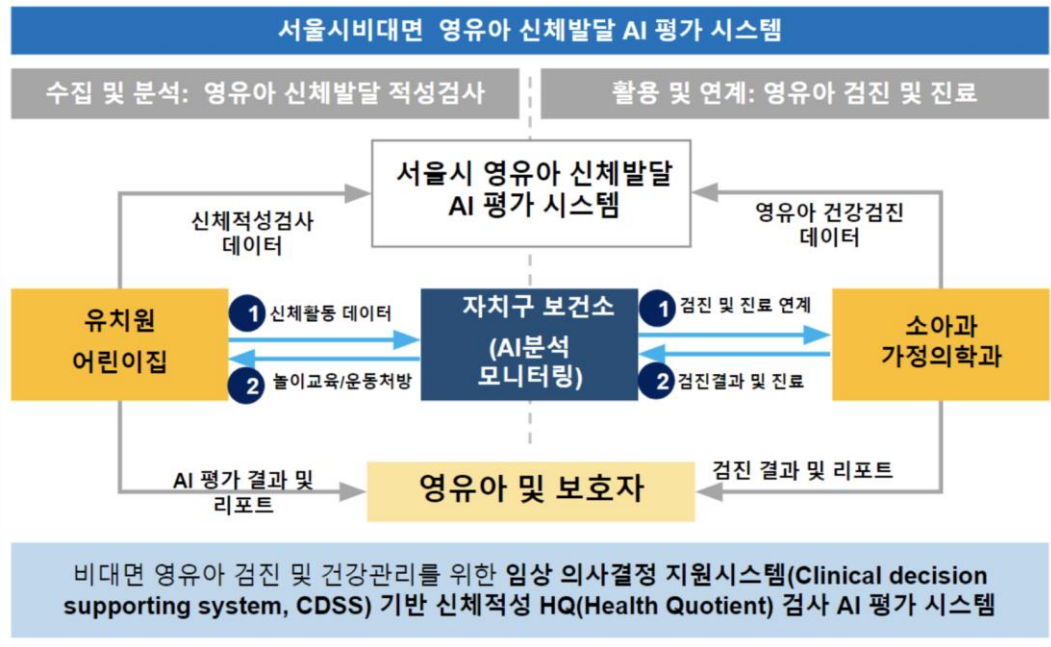 서울시비대면 영유아 신체발달 AI 평가 시스템
수집 및 분석: 영유아 신체발달 적성검사
활용 및 연계: 영유아 검진 및 진료
서울시 영유아 신체발달
AI 평가 시스템
신체적성검사
데이터
영유아 건강검진
데이터
유치원
어린이집
1 신체활동 데이터
2 놀이교육/운동처방
자치구 보건소
(AI분석
모니터링)
1 검진 및 진료 연계
2 검진결과 및 진료
소아과
가정의학과
AI 평가 결과 및
리포트
영유아 및 보호자
검진 결과 및 리포트
비대면 영유아 검진 및 건강관리를 위한 임상 의사결정 지원시스템(Clinical decision
supporting system, CDSS) 기반 신체적성 HQ(Health Quotient) 검사 AI 평가 시스템